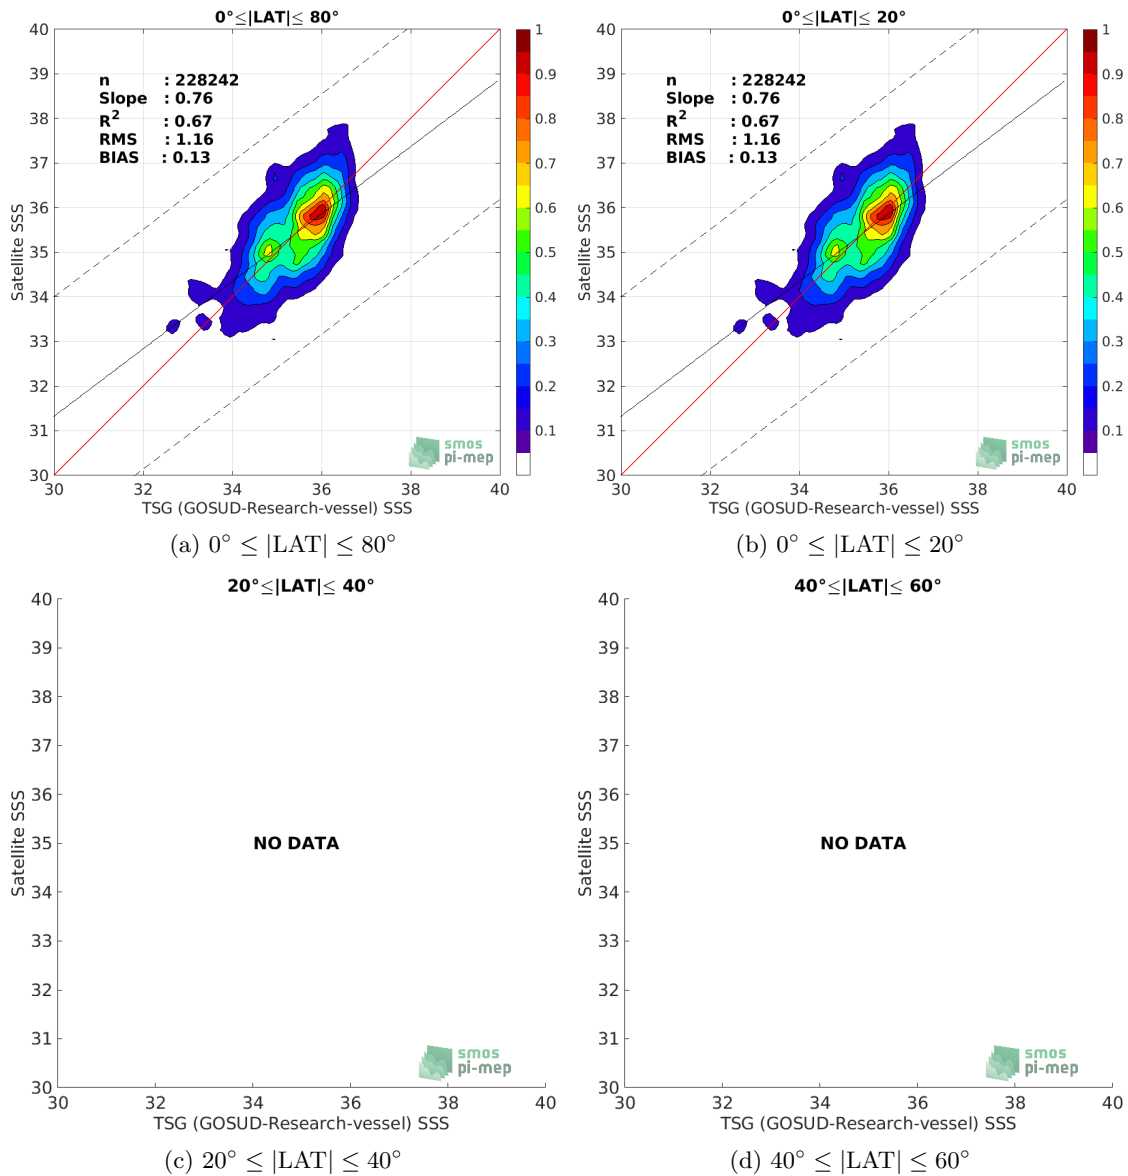 0°≤|LAT|≤ 80°
40
39
38
37
36
35
34
33
32
31
30
Satellite SSS
n : 228242
Slope : 0.76
R2 : 0.67
RMS : 1.16
BIAS : 0.13
smos
pi-mep
30 32 34 36 38 40
TSG (GOSUD-Research-vessel) SSS
1
0.9
0.8
0.7
0.6
0.5
0.4
0.3
0.2
0.1
(a) 0° ≤ |LAT| ≤ 80°
0°≤|LAT|≤ 20°
40
39
38
37
36
35
34
33
32
31
30
Satellite SSS
n : 228242
Slope : 0.76
R2 : 0.67
RMS : 1.16
BIAS : 0.13
smos
pi-mep
30 32 34 36 38 40
TSG (GOSUD-Research-vessel) SSS
1
0.9
0.8
0.7
0.6
0.5
0.4
0.3
0.2
0.1
(b) 0° ≤ |LAT| ≤ 20°
20°≤|LAT|≤ 40°
40
39
38
37
36
35
34
33
32
31
30
Satellite SSS
NO DATA
smos
pi-mep
30 32 34 36 38 40
TSG (GOSUD-Research-vessel) SSS
(c) 20° ≤ |LAT| ≤ 40°
40°≤|LAT|≤ 60°
40
39
38
37
36
35
34
33
32
31
30
Satellite SSS
NO DATA
smos
pi-mep
30 32 34 36 38 40
TSG (GOSUD-Research-vessel) SSS
(d) 40° ≤ |LAT| ≤ 60°